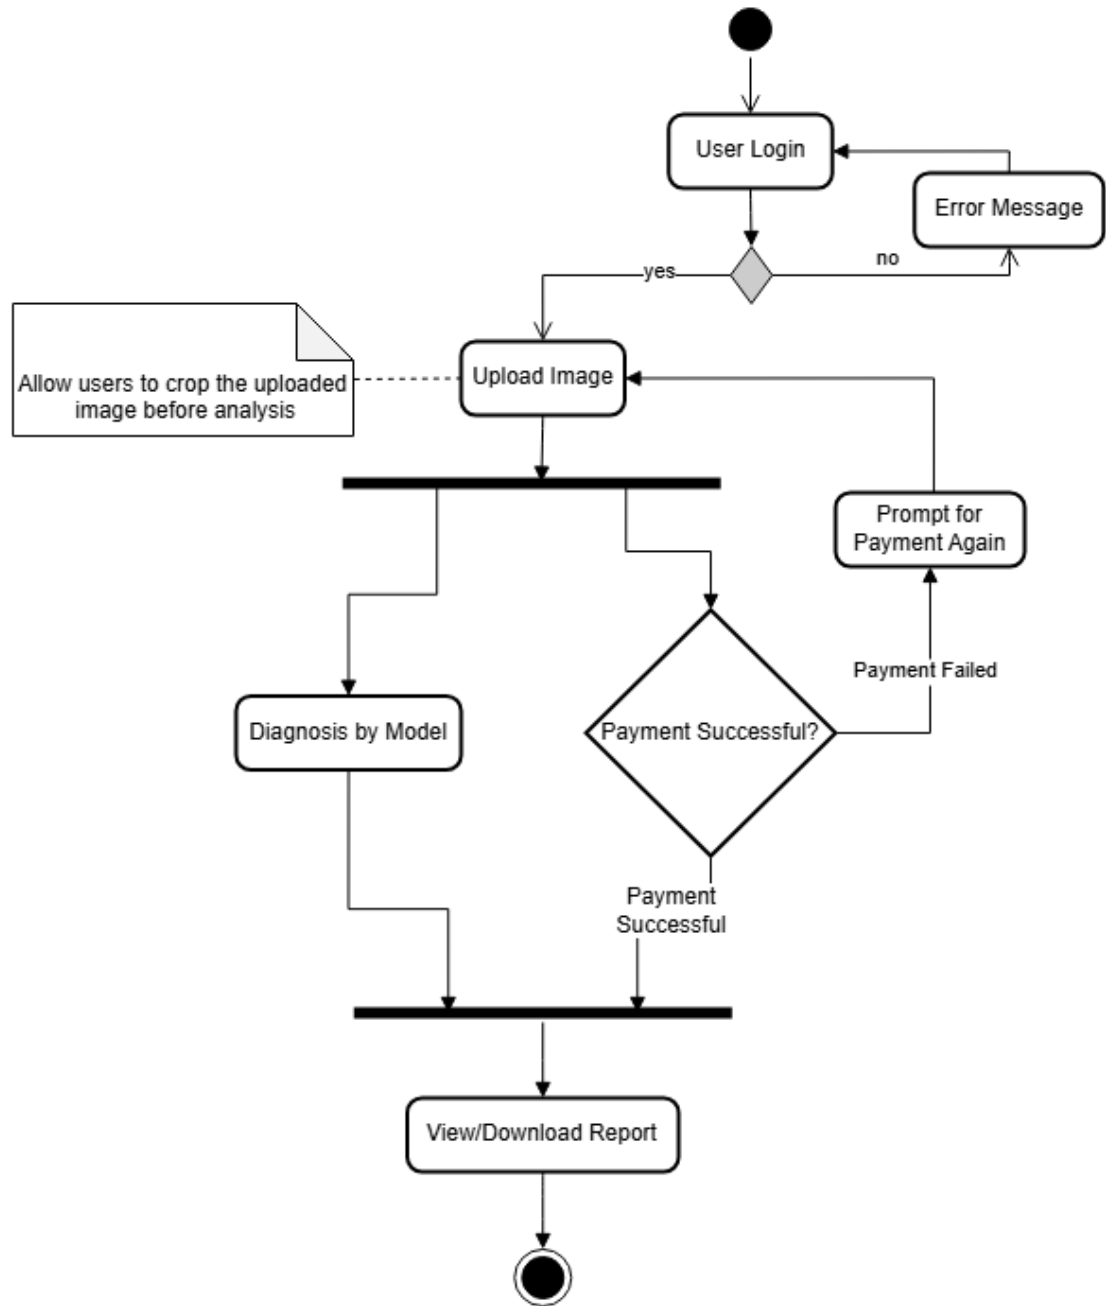 User Login
Error Message
yes
no
Allow users to crop the uploaded
image before analysis
Upload Image
Prompt for
Payment Again
Payment Failed
Diagnosis by Model
Payment Successful?
Payment
Successful
View/Download Report